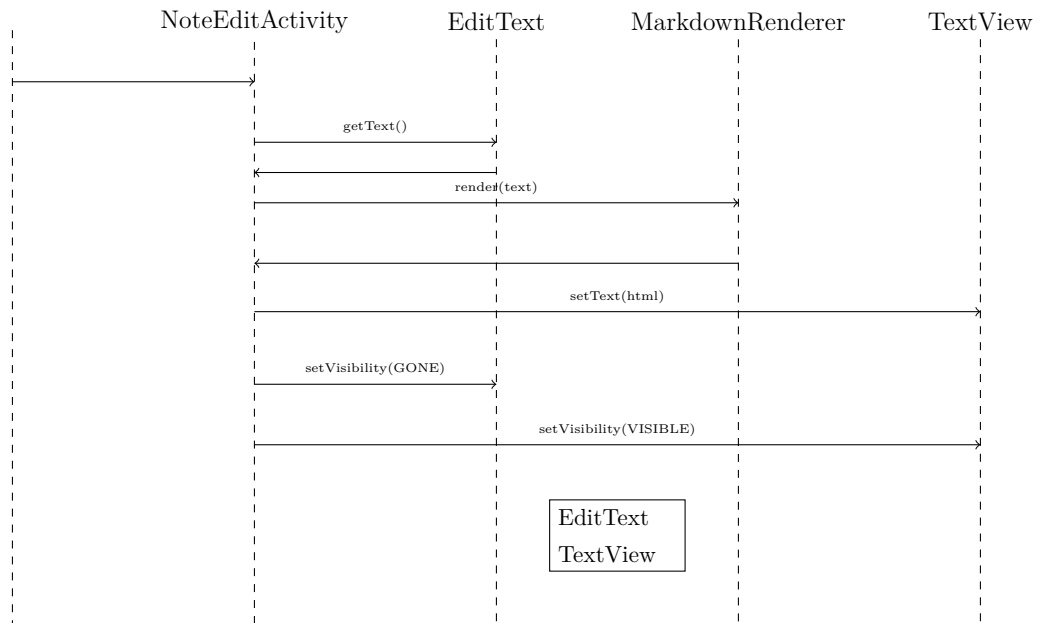 NoteEditActivity EditText MarkdownRenderer TextView
getText()
render(text)
setText(html)
setVisibility(GONE)
setVisibility(VISIBLE)
EditText
TextView